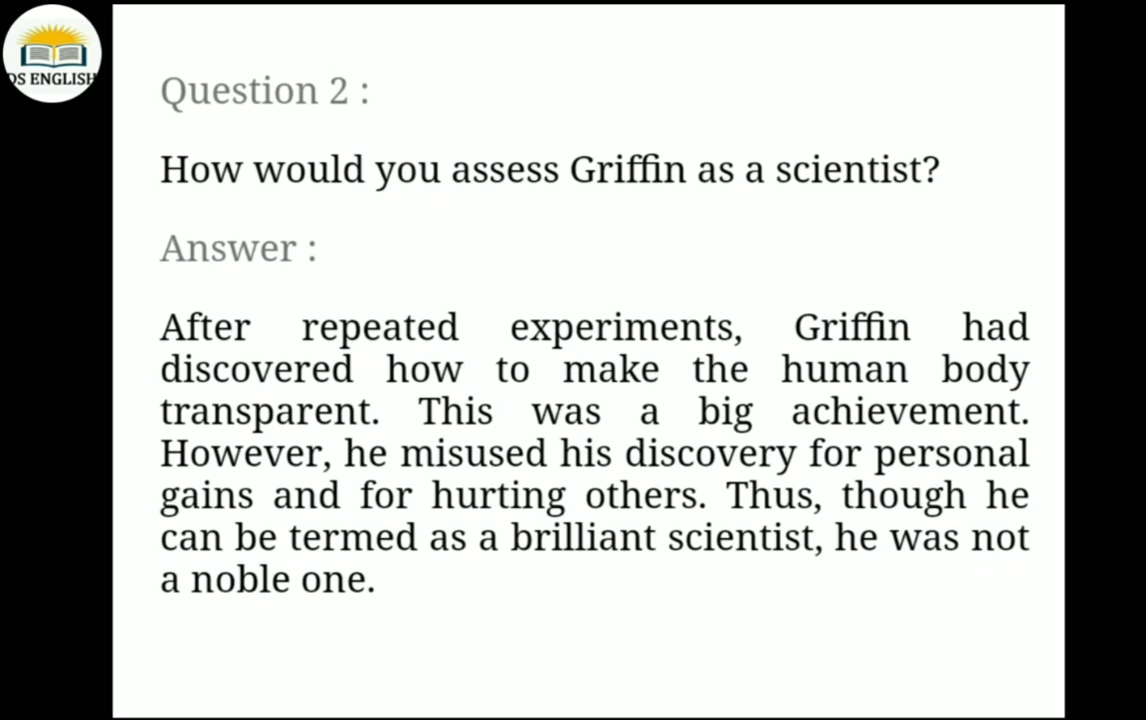 DS ENGLISH
Question 2 :
How would you assess Griffin as a scientist?
Answer :
After repeated experiments, Griffin had
discovered how to make the human body
transparent. This was a big achievement.
However, he misused his discovery for personal
gains and for hurting others. Thus, though he
can be termed as a brilliant scientist, he was not
a noble one.